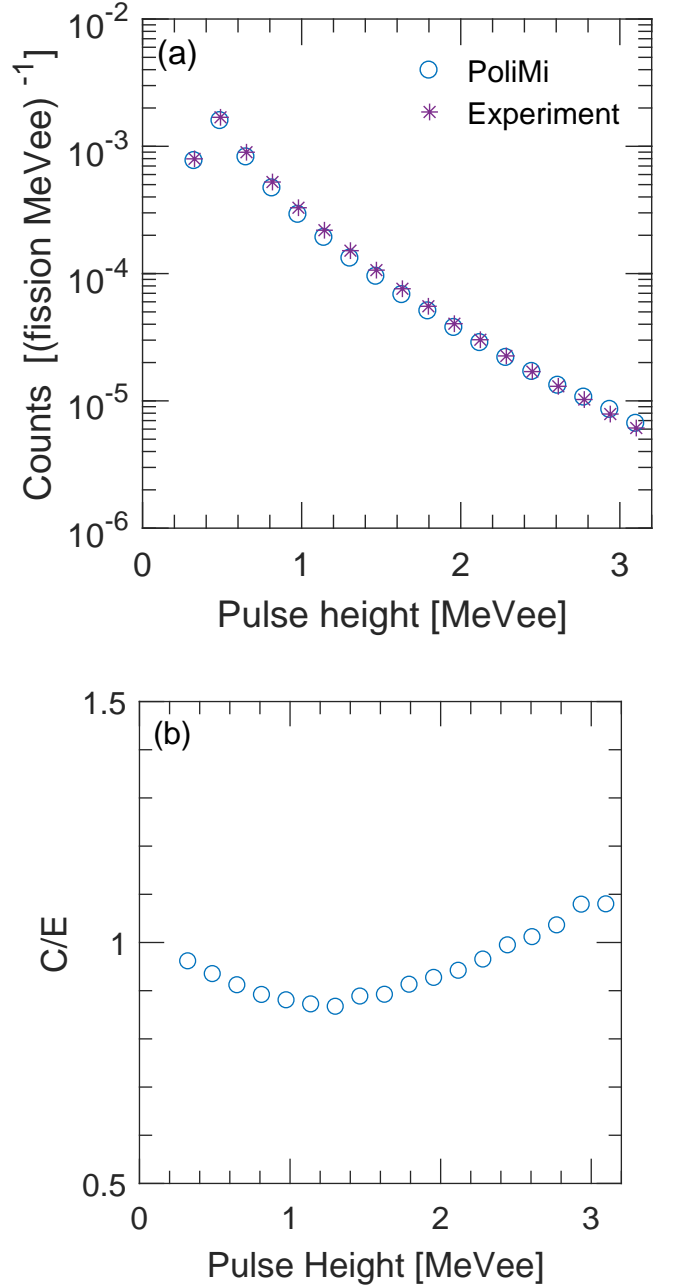 (a)
PoliMi
Experiment
10^-2
10^-3
10^-4
10^-5
10^-6
Counts [(fission MeVee) ^-1]
0 1 2 3
Pulse height [MeVee]
(b)
1.5
1
0.5
C/E
0 1 2 3
Pulse Height [MeVee]